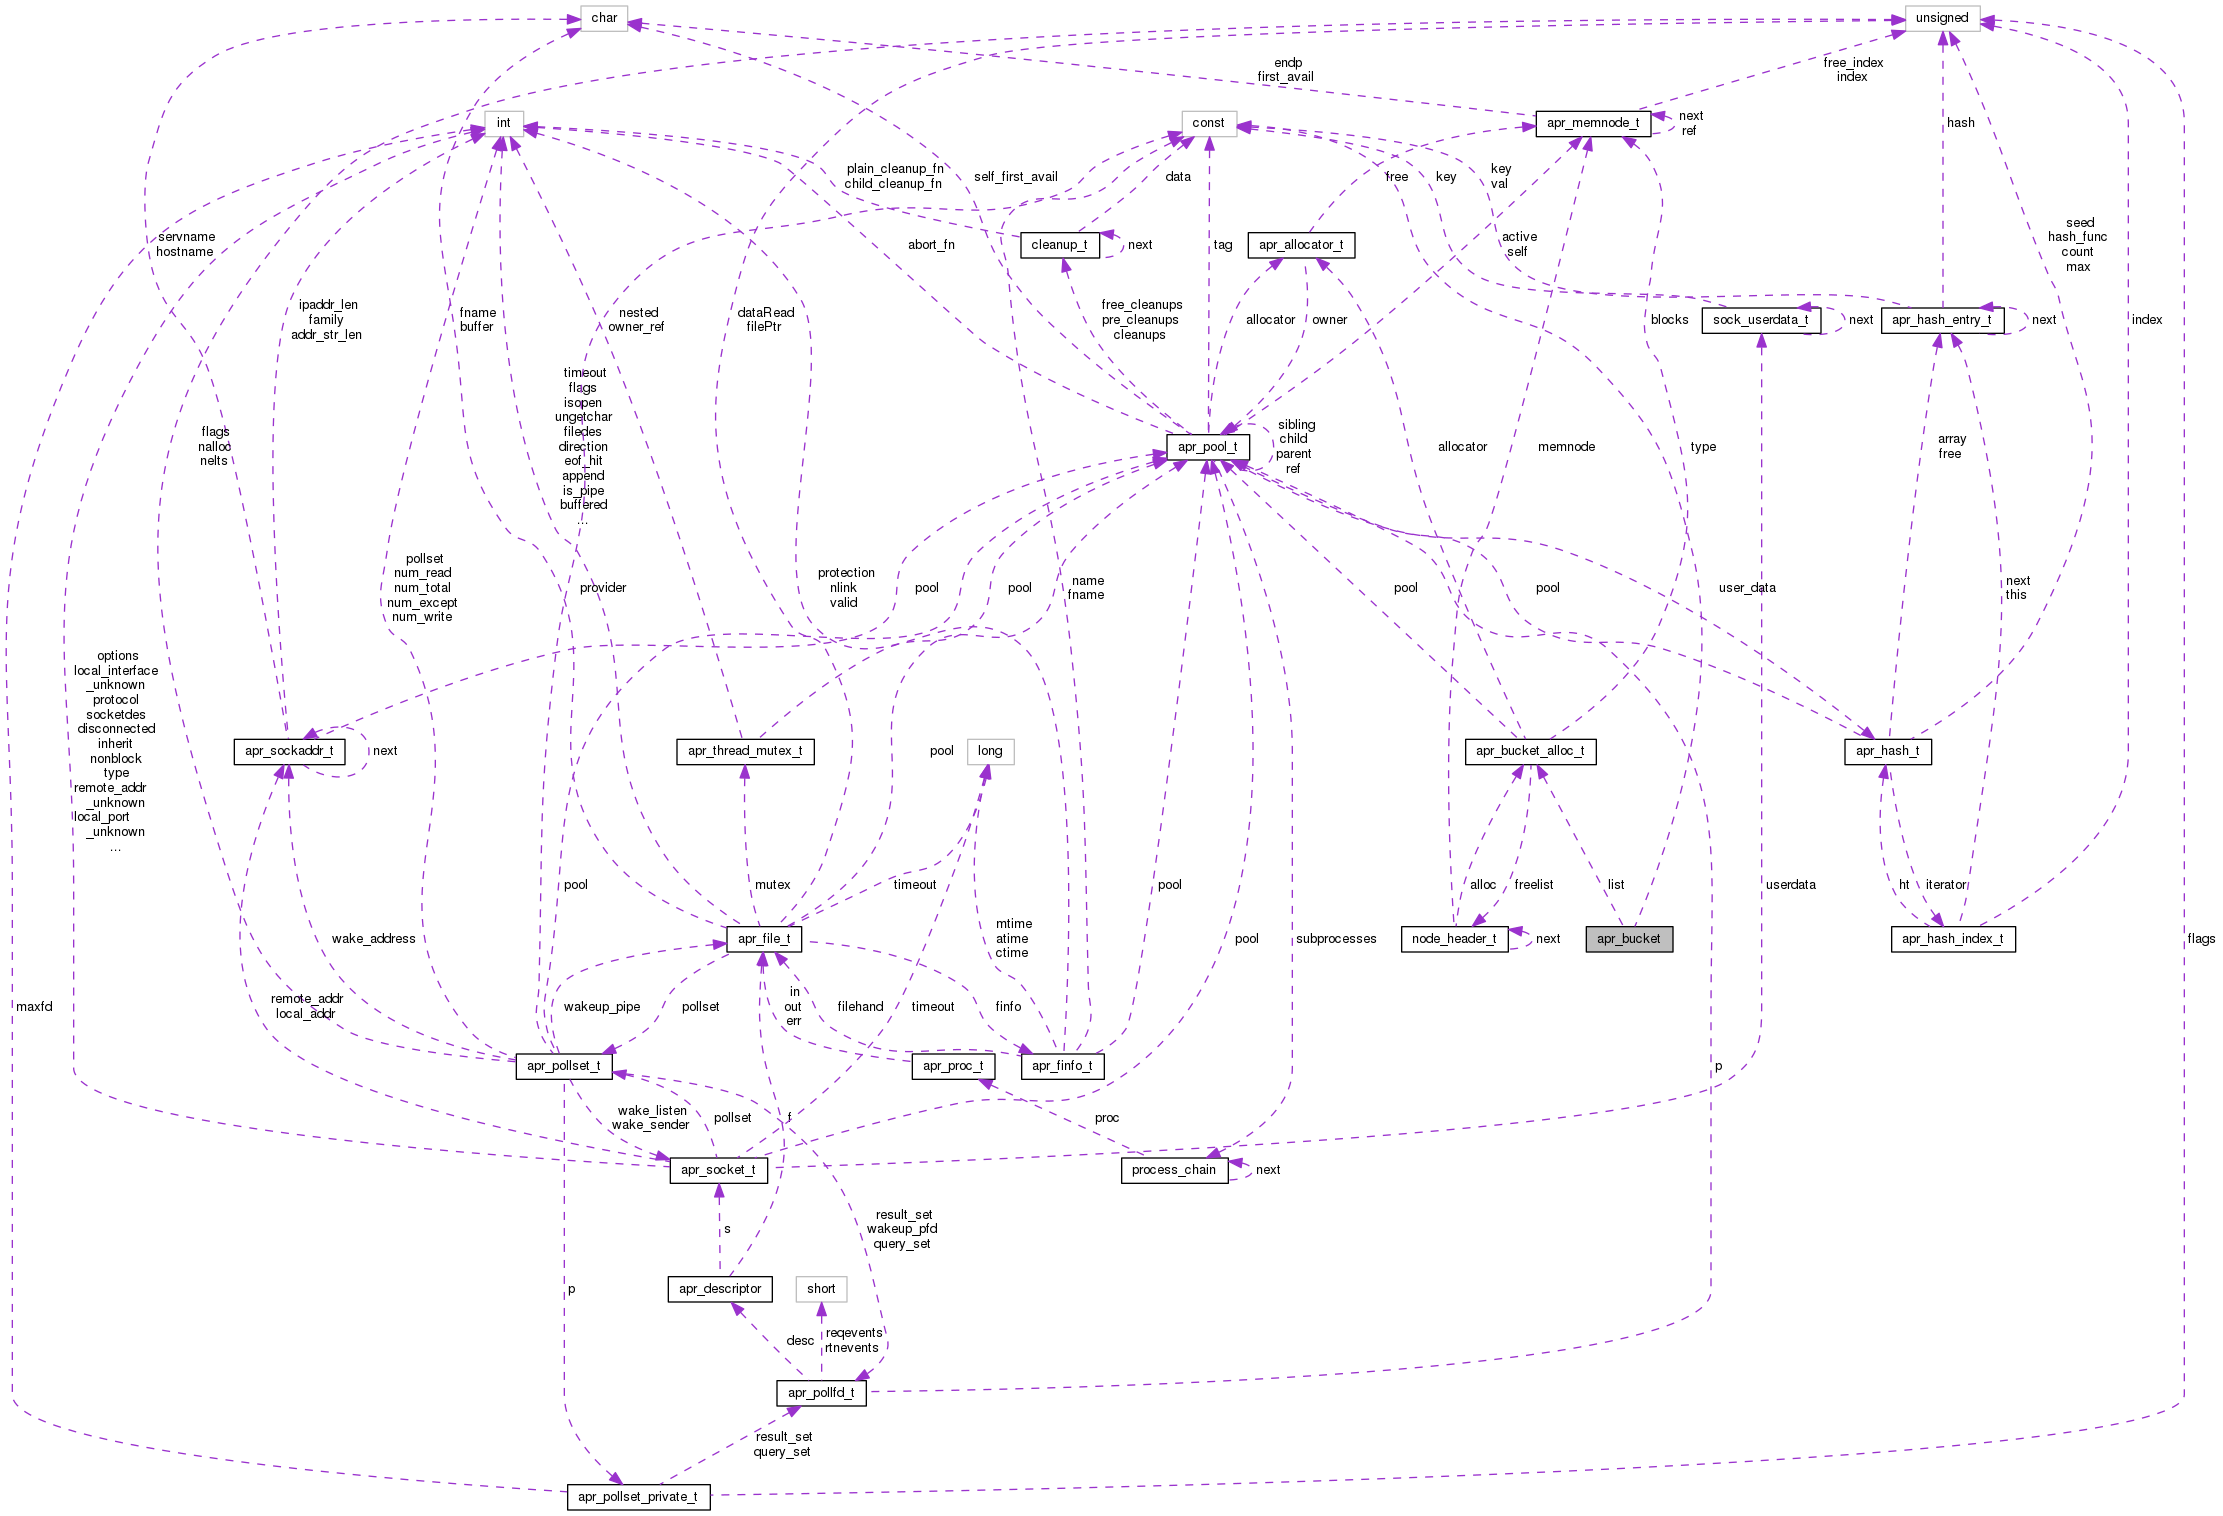 char
unsigned
endp
first_avail
free_index
index
int
const
apr_memnode_t
next
ref
hash
plain_cleanup_fn
child_cleanup_fn
self_first_avail
data
free
key
key
val
servname
hostname
abort_fn
cleanup_t
next
tag
apr_allocator_t
active
self
seed
hash_func
count
max
ipaddr_len
family
addr_str_len
fname
buffer
nested
owner_ref
dataRead
filePtr
free_cleanups
pre_cleanups
cleanups
allocator
owner
blocks
sock_userdata_t
next
apr_hash_entry_t
next
index
timeout
flags
isopen
ungetchar
filedes
direction
eof_hit
append
is_pipe
buffered
...
flags
nalloc
nelts
apr_pool_t
sibling
child
parent
ref
allocator
memnode
type
array
free
pollset
num_read
num_total
num_except
num_write
provider
protection
nlink
valid
pool
pool
name
fname
pool
pool
user_data
next
this
options
local_interface
_unknown
protocol
socketdes
disconnected
inherit
nonblock
type
remote_addr
_unknown
local_port
_unknown
...
apr_sockaddr_t
next
apr_thread_mutex_t
pool
long
apr_bucket_alloc_t
apr_hash_t
pool
mutex
timeout
pool
alloc
freelist
list
userdata
ht
iterator
wake_address
apr_file_t
mtime
atime
ctime
pool
subprocesses
node_header_t
next
apr_bucket
apr_hash_index_t
flags
maxfd
remote_addr
local_addr
wakeup_pipe
pollset
in
out
err
filehand
timeout
finfo
apr_pollset_t
apr_proc_t
apr_finfo_t
p
wake_listen
wake_sender
pollset
f
proc
apr_socket_t
process_chain
next
s
result_set
wakeup_pfd
query_set
apr_descriptor
short
p
desc
reqevents
rtnevents
apr_pollfd_t
result_set
query_set
apr_pollset_private_t